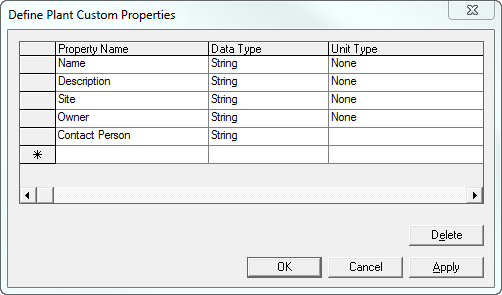 Define Plant Custom Properties
Property Name Data Type Unit Type
Name String None
Description String None
Site String None
Owner String None
Contact Person String
Delete
OK Cancel Apply